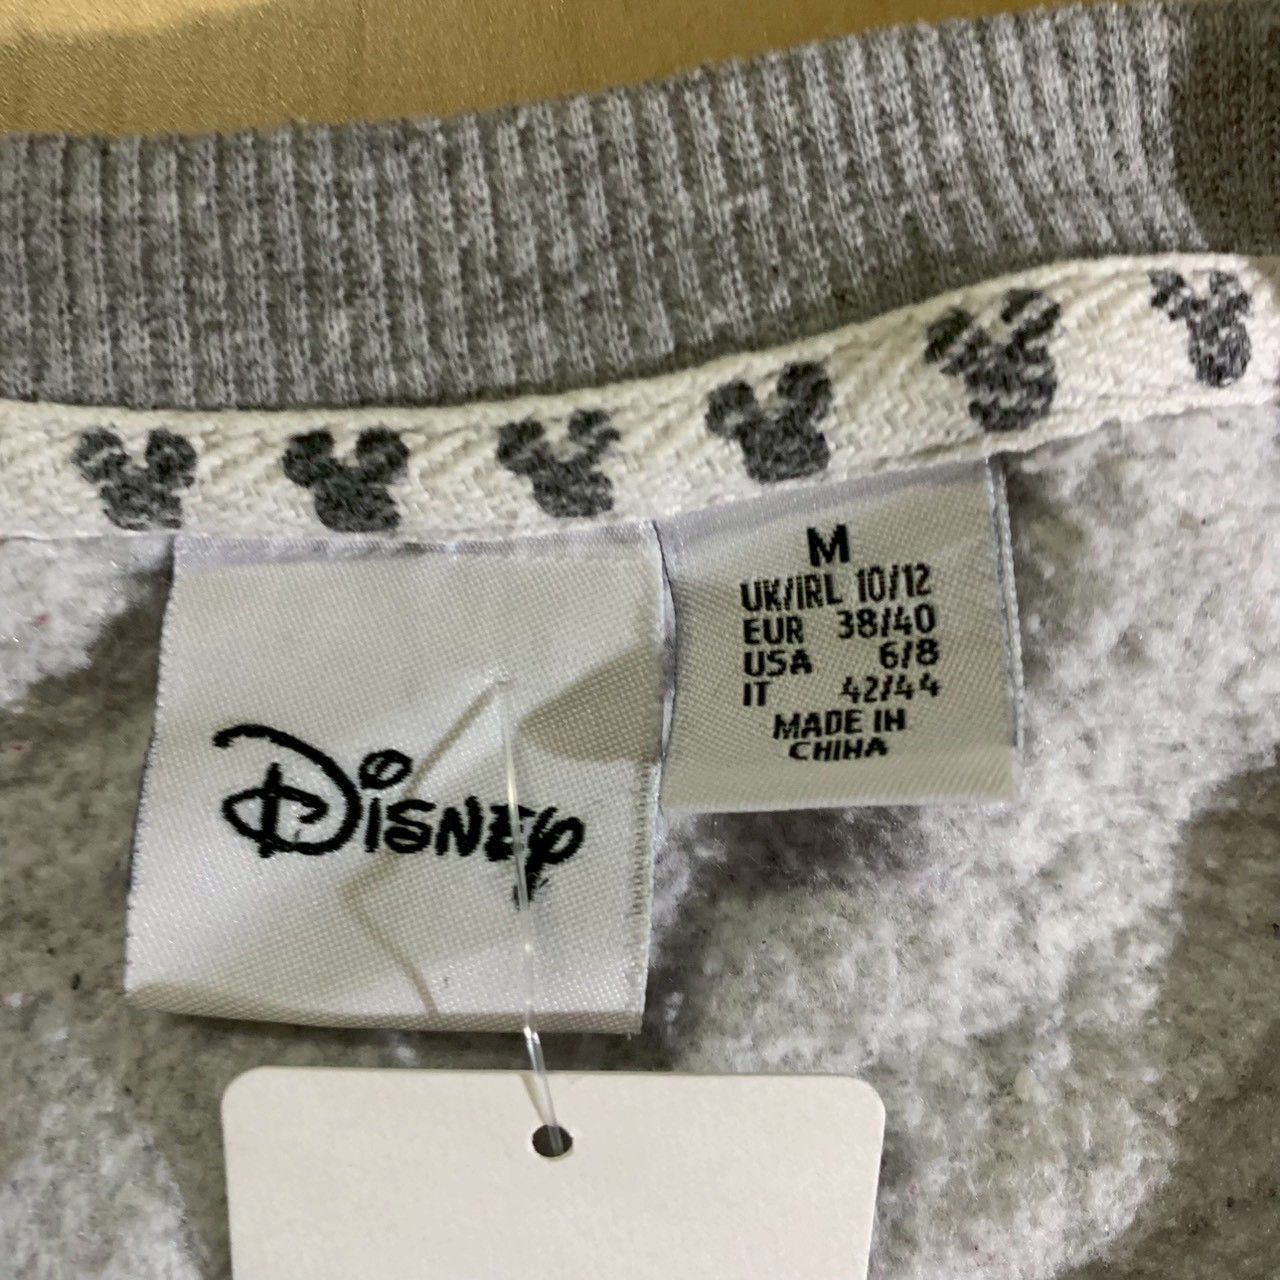 Disney
M
UK/IRL 10/12
EUR 38/40
USA 6/8
IT 42/44
MADE IN
CHINA